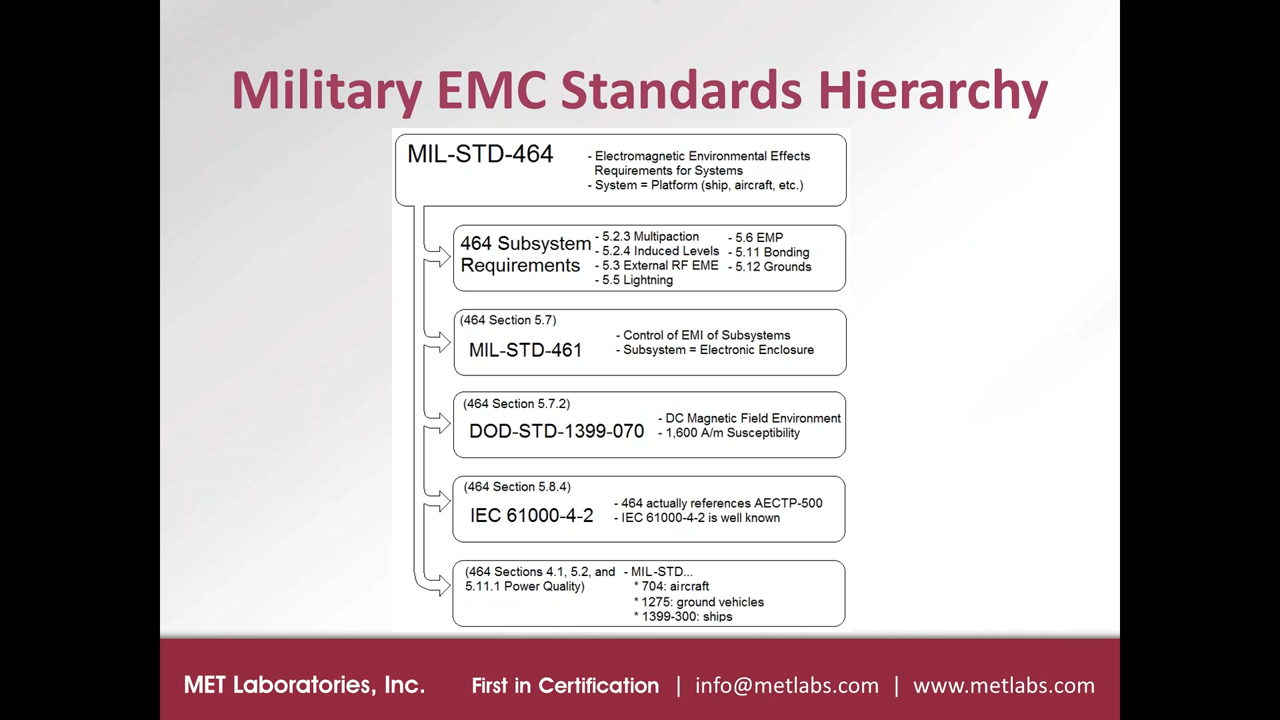 Military EMC Standards Hierarchy
MIL-STD-464
- Electromagnetic Environmental Effects
Requirements for Systems
- System = Platform (ship, aircraft, etc.)
464 Subsystem
Requirements
- 5.2.3 Multipaction
- 5.2.4 Induced Levels
- 5.3 External RF EME
- 5.5 Lightning
- 5.6 EMP
- 5.11 Bonding
- 5.12 Grounds
(464 Section 5.7)
MIL-STD-461
- Control of EMI of Subsystems
- Subsystem = Electronic Enclosure
(464 Section 5.7.2)
DOD-STD-1399-070
- DC Magnetic Field Environment
- 1,600 A/m Susceptibility
(464 Section 5.8.4)
IEC 61000-4-2
- 464 actually references AECTP-500
- IEC 61000-4-2 is well known
(464 Sections 4.1, 5.2, and
5.11.1 Power Quality)
- MIL-STD...
* 704: aircraft
* 1275: ground vehicles
* 1399-300: ships
MET Laboratories, Inc. First in Certification | info@metlabs.com | www.metlabs.com